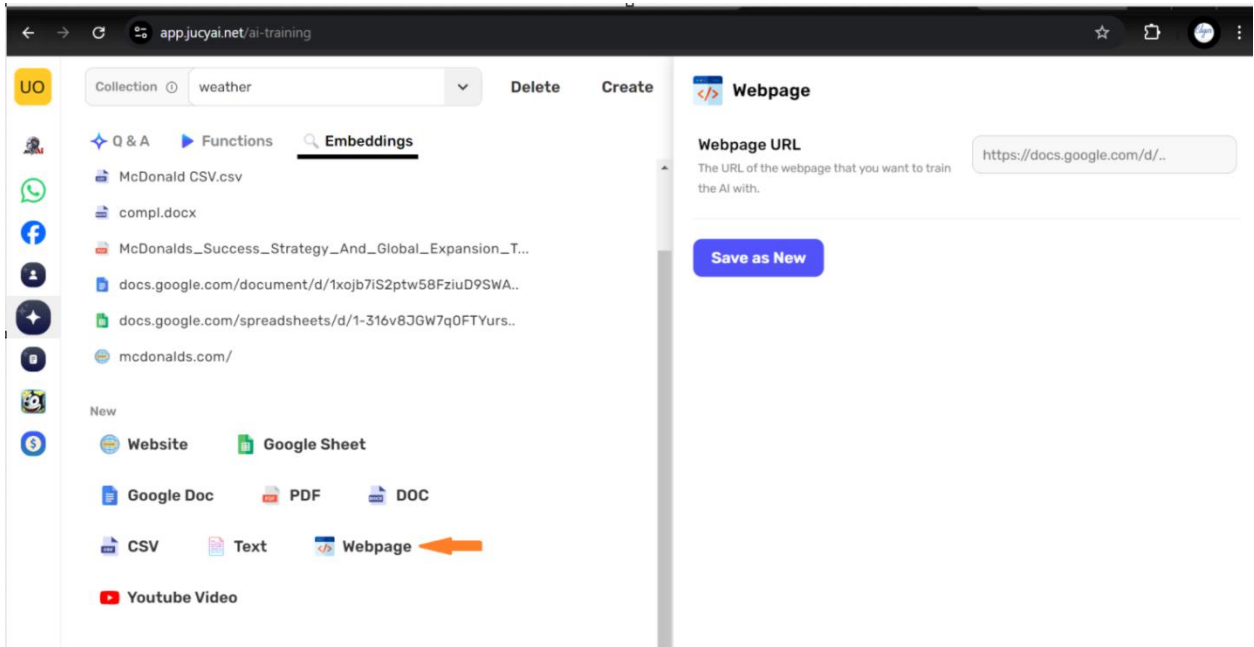 app.jucyai.net/ai-training
UO
Collection weather
Delete
Create
Q & A
Functions
Embeddings
McDonald CSV.csv
compl.docx
McDonalds_Success_Strategy_And_Global_Expansion_T...
docs.google.com/document/d/1xojb7iS2ptw58FziuD9SWA..
docs.google.com/spreadsheets/d/1-316v8JGW7q0FTYurs..
mcdonalds.com/
New
Website
Google Sheet
Google Doc
PDF
DOC
CSV
Text
Webpage
Youtube Video
Webpage
Webpage URL
The URL of the webpage that you want to train
the AI with.
https://docs.google.com/d/..
Save as New